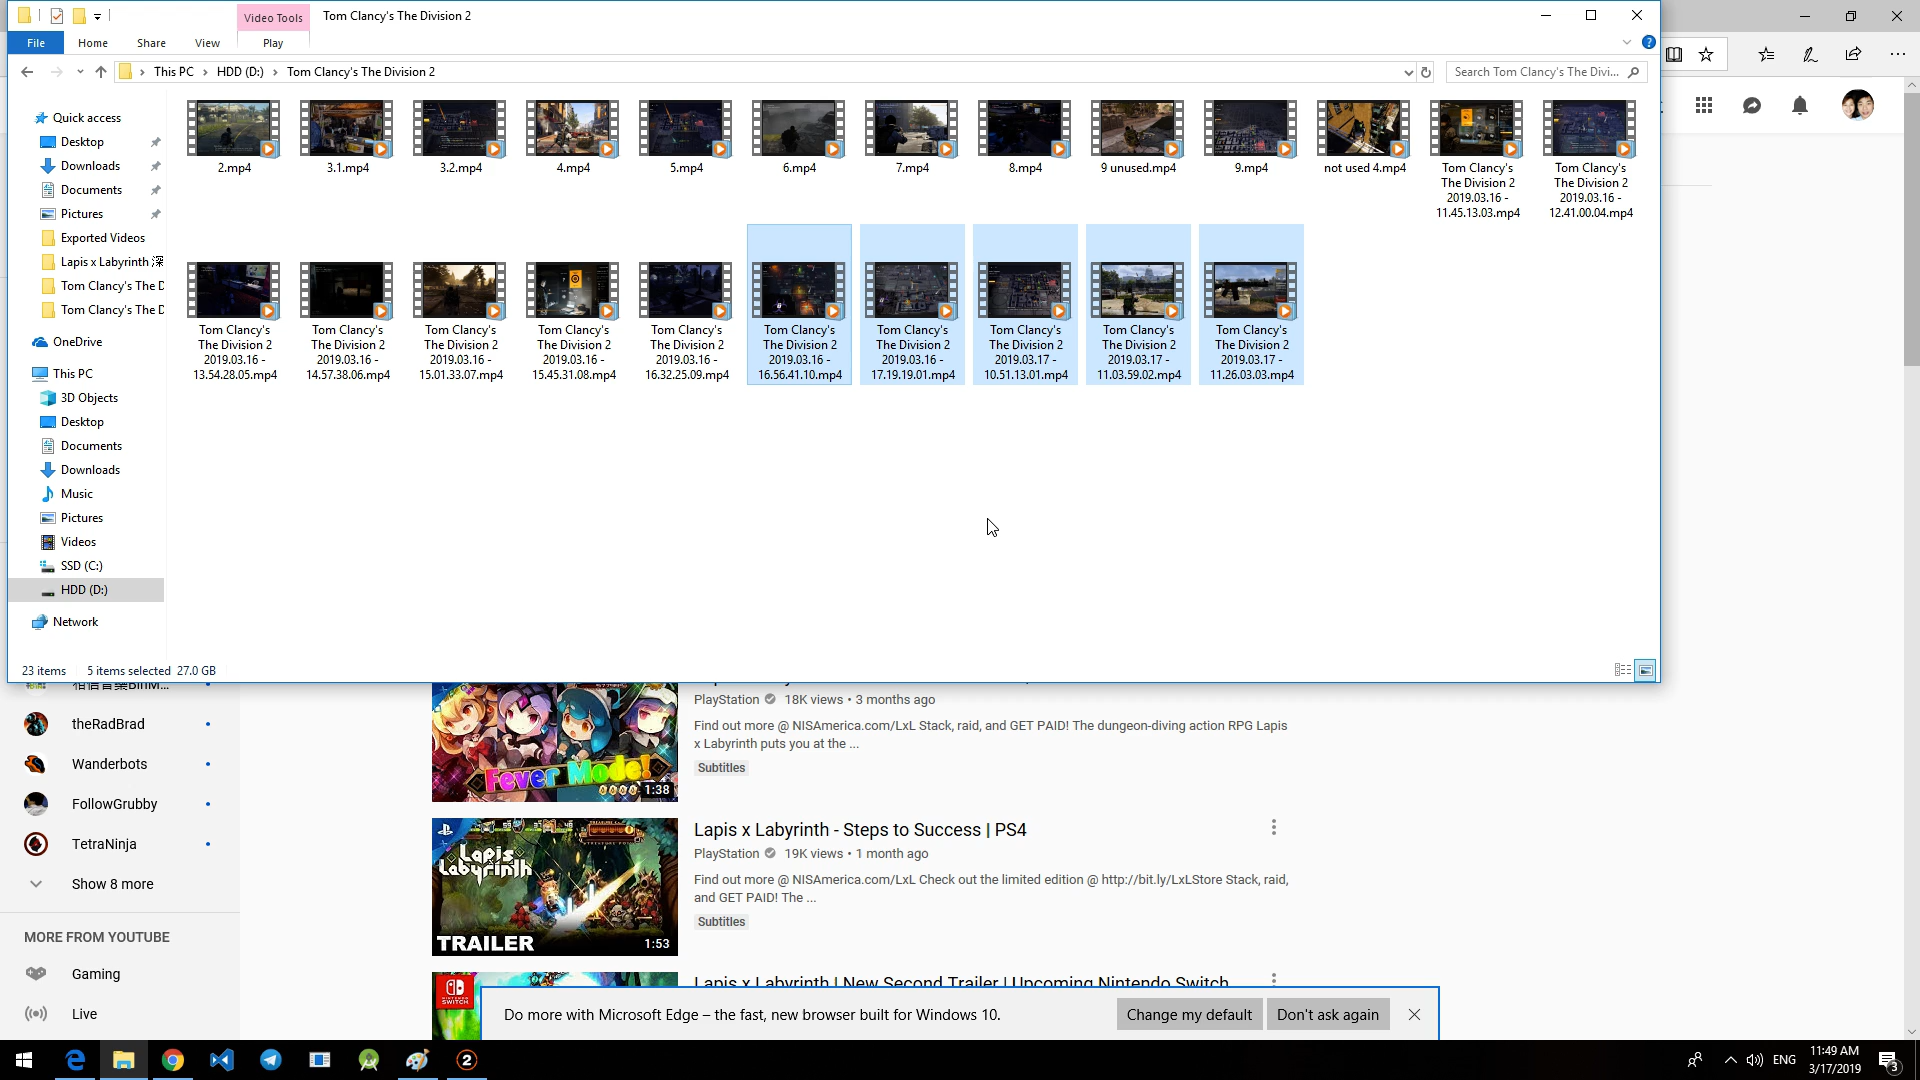 Video Tools
Tom Clancy's The Division 2
File
Home
Share
View
Play
This PC
HDD (D:)
Tom Clancy's The Division 2
Search Tom Clancy's The Divi...
Quick access
Desktop
Downloads
Documents
Pictures
Exported Videos
Lapis x Labyrinth 深
Tom Clancy's The D
Tom Clancy's The D
OneDrive
This PC
3D Objects
Desktop
Documents
Downloads
Music
Pictures
Videos
SSD (C:)
HDD (D:)
Network
2.mp4
3.1.mp4
3.2.mp4
4.mp4
5.mp4
6.mp4
7.mp4
8.mp4
9 unused.mp4
9.mp4
not used 4.mp4
Tom Clancy's
The Division 2
2019.03.16 -
11.45.13.03.mp4
Tom Clancy's
The Division 2
2019.03.16 -
12.41.00.04.mp4
Tom Clancy's
The Division 2
2019.03.16 -
13.54.28.05.mp4
Tom Clancy's
The Division 2
2019.03.16 -
14.57.38.06.mp4
Tom Clancy's
The Division 2
2019.03.16 -
15.01.33.07.mp4
Tom Clancy's
The Division 2
2019.03.16 -
15.45.31.08.mp4
Tom Clancy's
The Division 2
2019.03.16 -
16.32.25.09.mp4
Tom Clancy's
The Division 2
2019.03.16 -
16.56.41.10.mp4
Tom Clancy's
The Division 2
2019.03.16 -
17.19.19.01.mp4
Tom Clancy's
The Division 2
2019.03.17 -
10.51.13.01.mp4
Tom Clancy's
The Division 2
2019.03.17 -
11.03.59.02.mp4
Tom Clancy's
The Division 2
2019.03.17 -
11.26.03.03.mp4
23 items
5 items selected 27.0 GB
theRadBrad
Wanderbots
FollowGrubby
TetraNinja
Show 8 more
MORE FROM YOUTUBE
Gaming
Live
Fever Mode!
1:38
PlayStation
18K views • 3 months ago
Find out more @ NISAmerica.com/LxL Stack, raid, and GET PAID! The dungeon-diving action RPG Lapis
x Labyrinth puts you at the ...
Subtitles
Lapis
Labyrinth
TRAILER
1:53
Lapis x Labyrinth - Steps to Success | PS4
PlayStation
19K views • 1 month ago
Find out more @ NISAmerica.com/LxL Check out the limited edition @ http://bit.ly/LxLStore Stack, raid,
and GET PAID! The ...
Subtitles
NINTENDO
SWITCH
Lapis x Labyrinth | New Second Trailer | Upcoming Nintendo Switch
Do more with Microsoft Edge – the fast, new browser built for Windows 10.
Change my default
Don't ask again
2
ENG
11:49 AM
3/17/2019
3